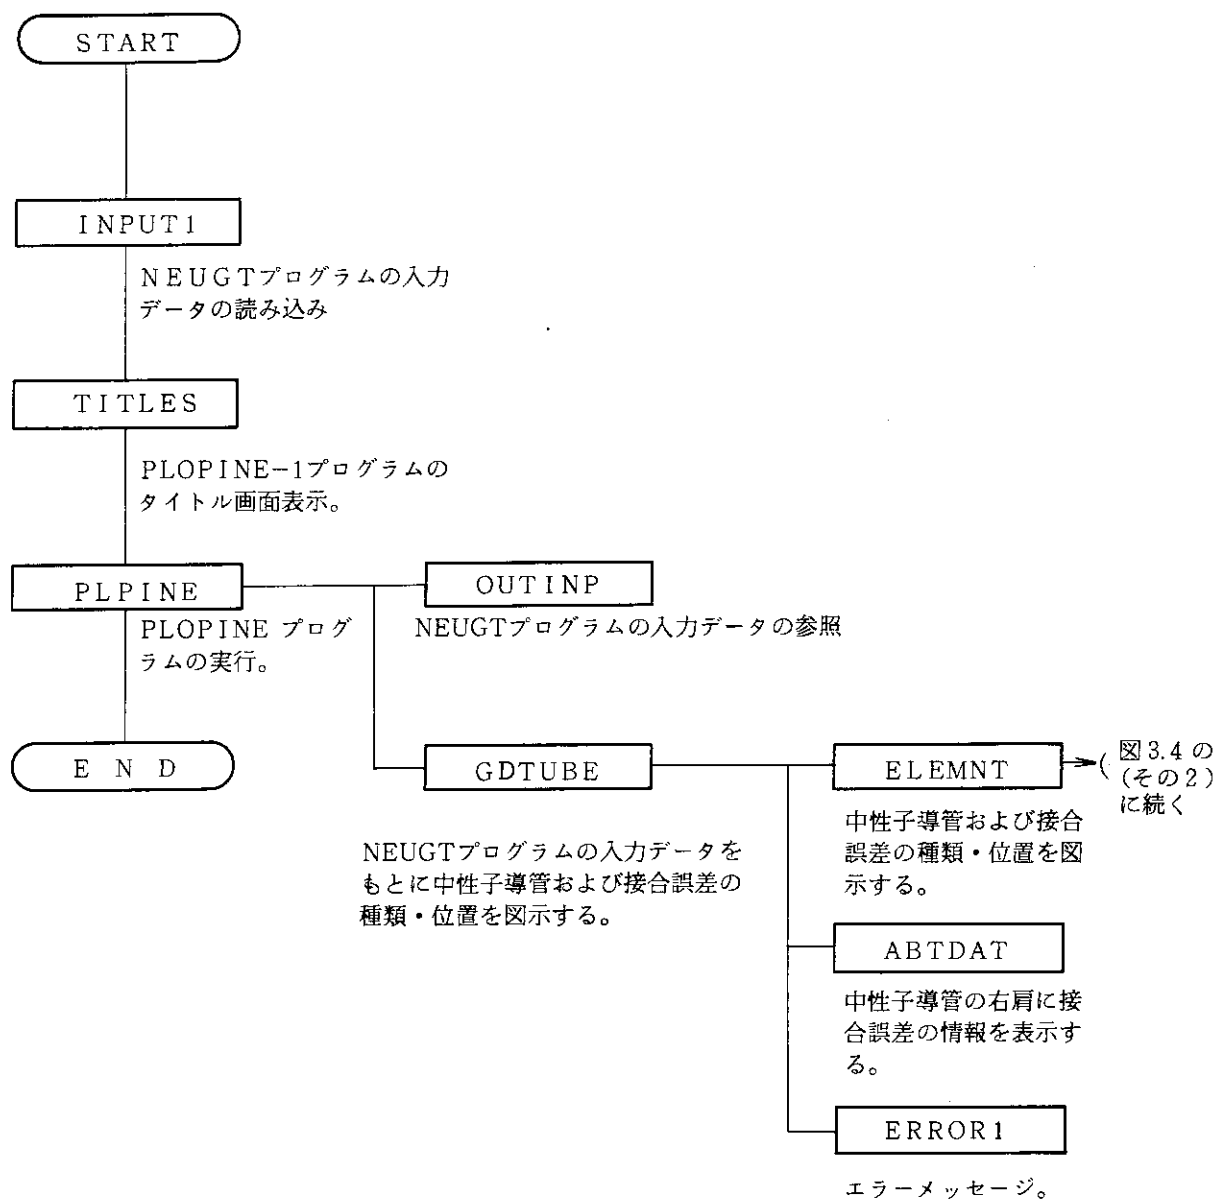 START
INPUT1
NEUGTプログラムの入力
データの読み込み
TITLES
PLOPINE-1プログラムの
タイトル画面表示。
PLPINE
PLOPINE プログ
ラムの実行。
OUTINP
NEUGTプログラムの入力データの参照
END
GDTUBE
NEUGTプログラムの入力データを
もとに中性子導管および接合誤差の
種類・位置を図示する。
ELEMNT
図3.4の
(その2)
に続く
中性子導管および接合
誤差の種類・位置を図
示する。
ABTDAT
中性子導管の右肩に接
合誤差の情報を表示す
る。
ERROR1
エラーメッセージ。